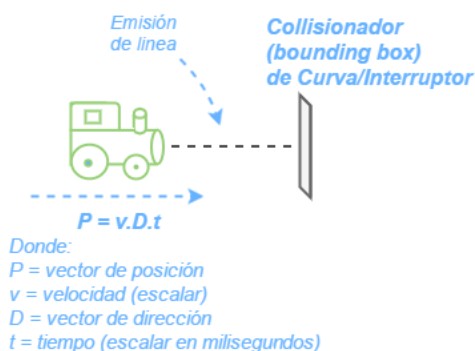 Emisión
de linea
Collisionador
(bounding box)
de Curva/Interruptor
P = v.D.t
Donde:
P = vector de posición
v = velocidad (escalar)
D = vector de dirección
t = tiempo (escalar en milisegundos)